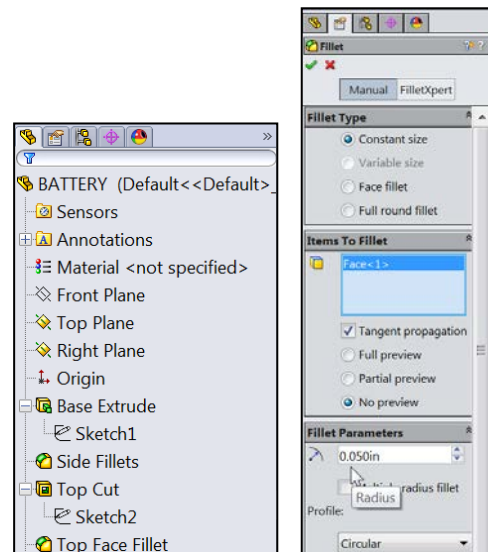 »
BATTERY (Default<<Default>_
Sensors
Annotations
Material <not specified>
Front Plane
Top Plane
Right Plane
Origin
Base Extrude
Sketch1
Side Fillets
Top Cut
Sketch2
Top Face Fillet
Fillet
Manual FilletXpert
Fillet Type
Constant size
Variable size
Face fillet
Full round fillet
Items To Fillet
Face<1>
Tangent propagation
Full preview
Partial preview
No preview
Fillet Parameters
0.050in
radius fillet
Radius
Profile:
Circular